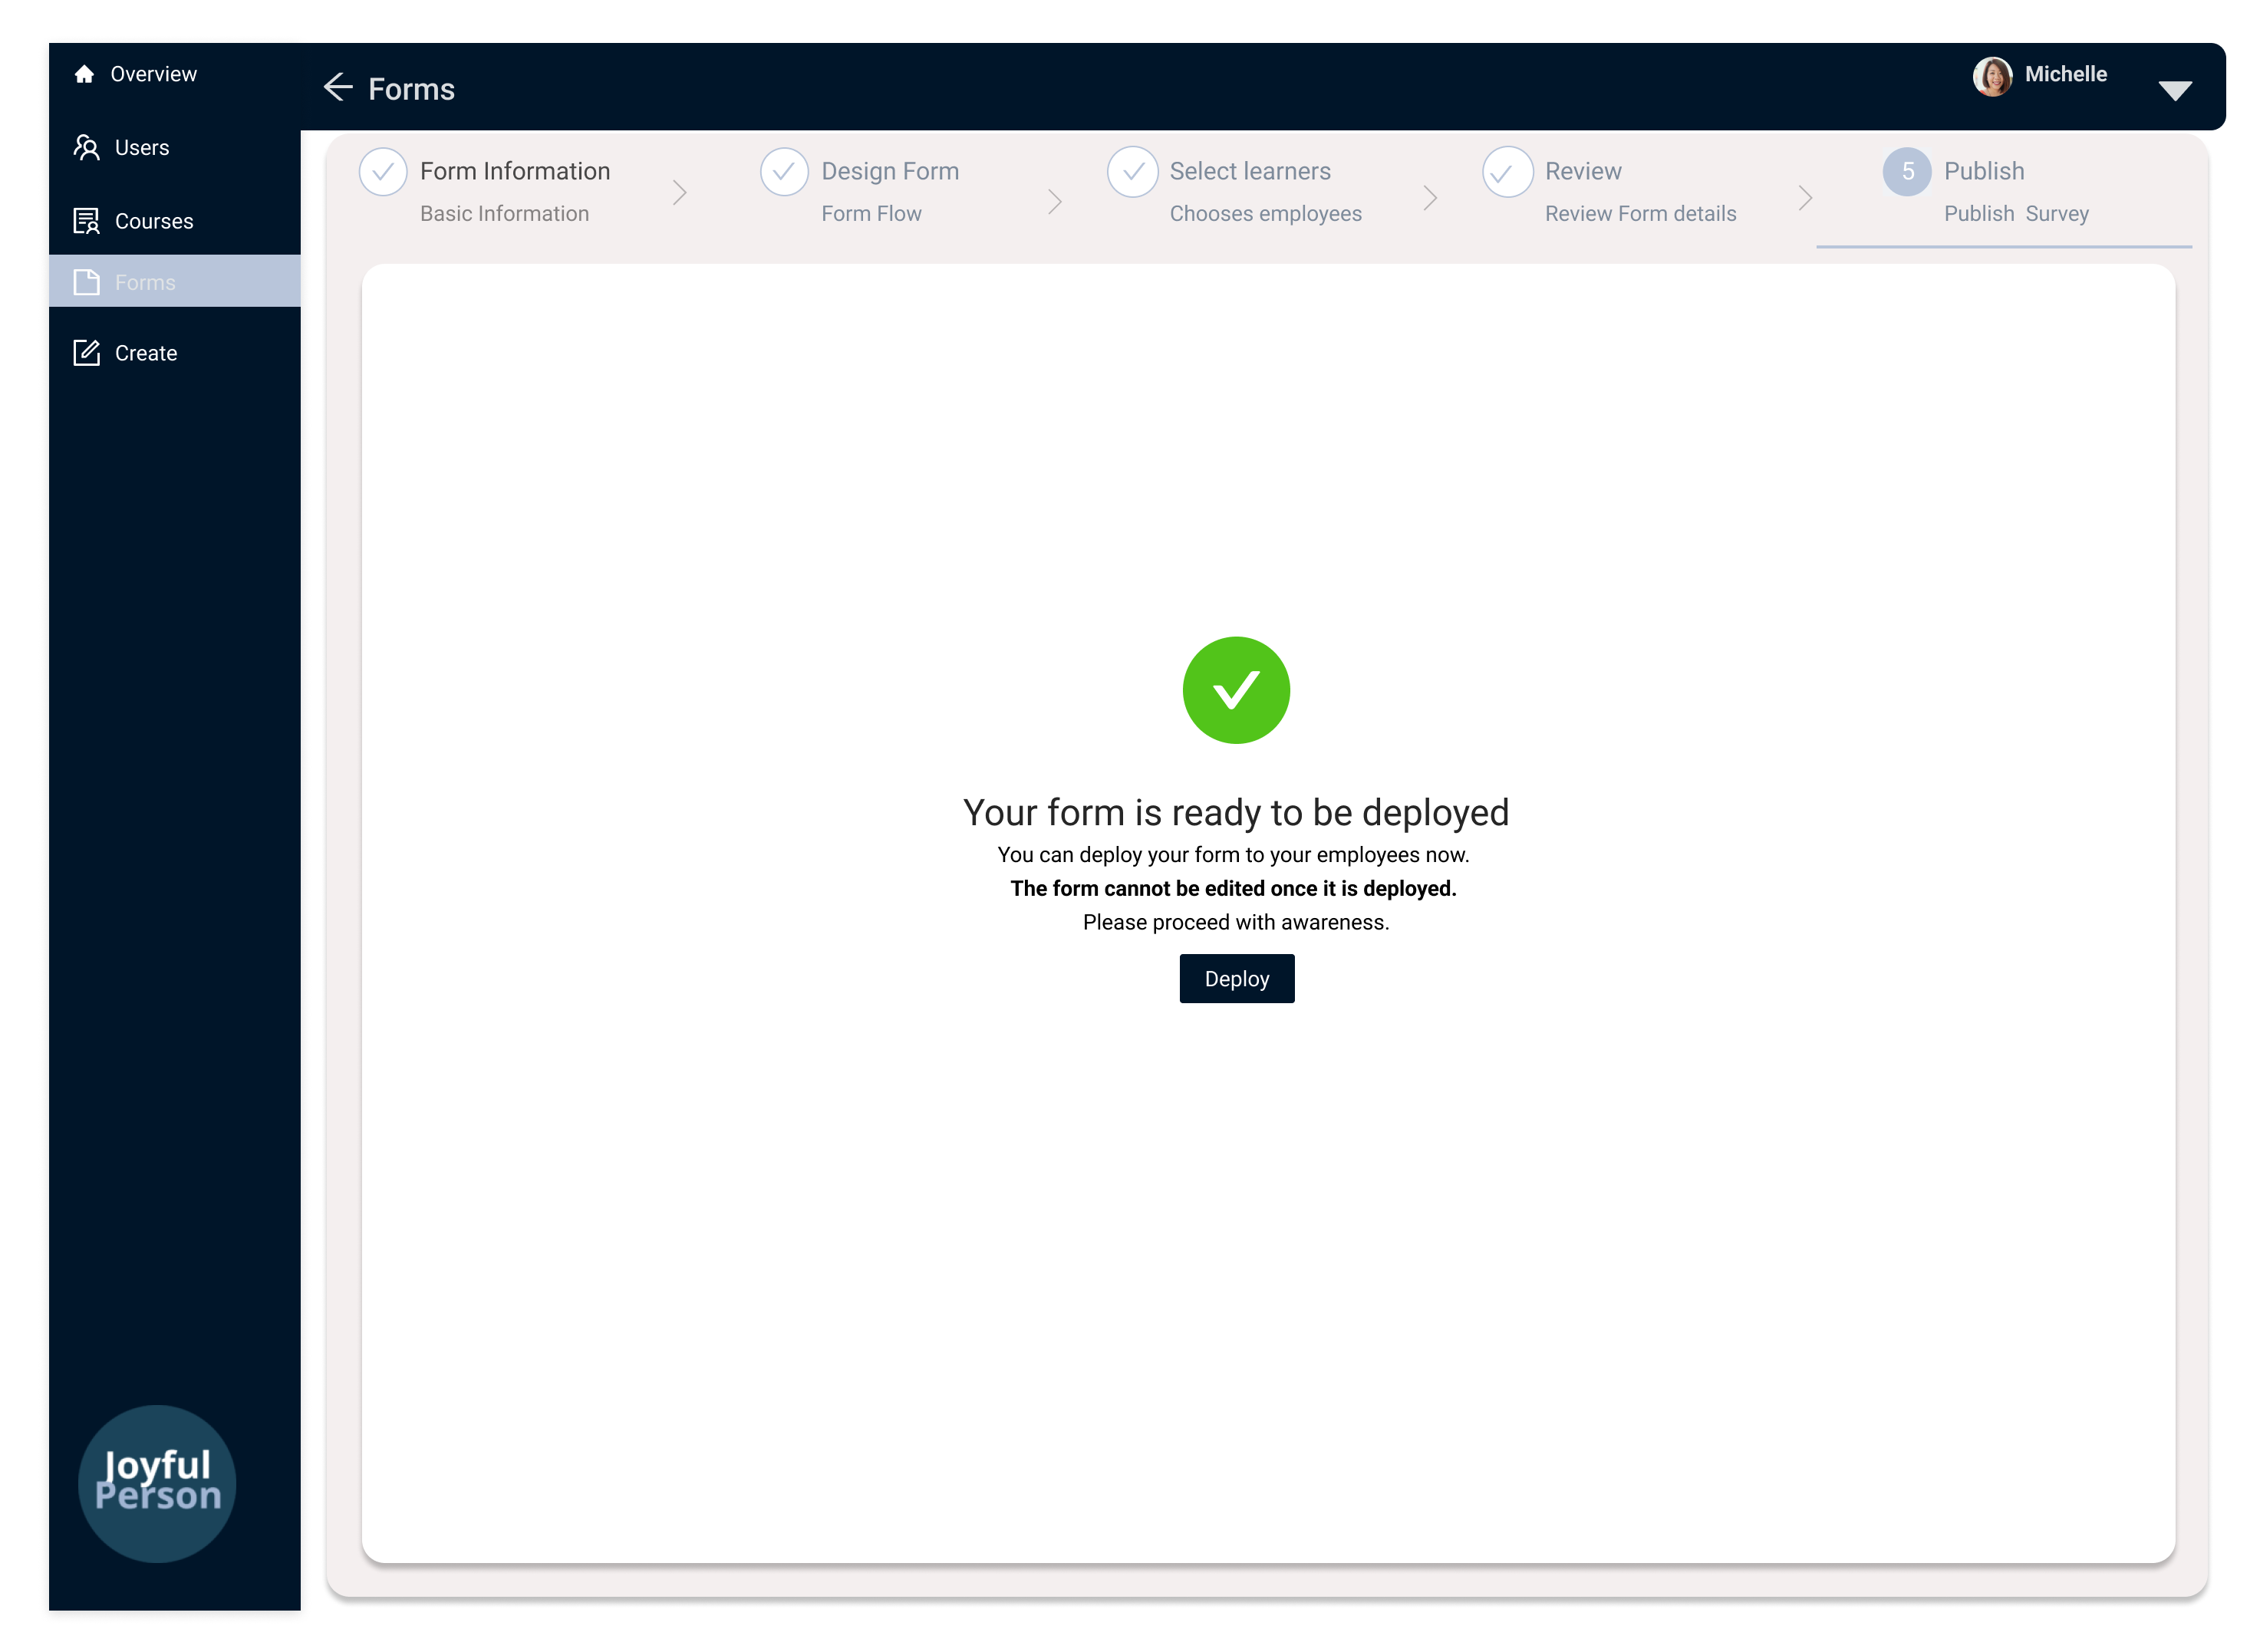 Overview
Users
Courses
Forms
Create
Joyful
Person
Forms
Michelle
Form Information
Basic Information
Design Form
Form Flow
Select learners
Chooses employees
Review
Review Form details
5
Publish
Publish Survey
Your form is ready to be deployed
You can deploy your form to your employees now.
The form cannot be edited once it is deployed.
Please proceed with awareness.
Deploy